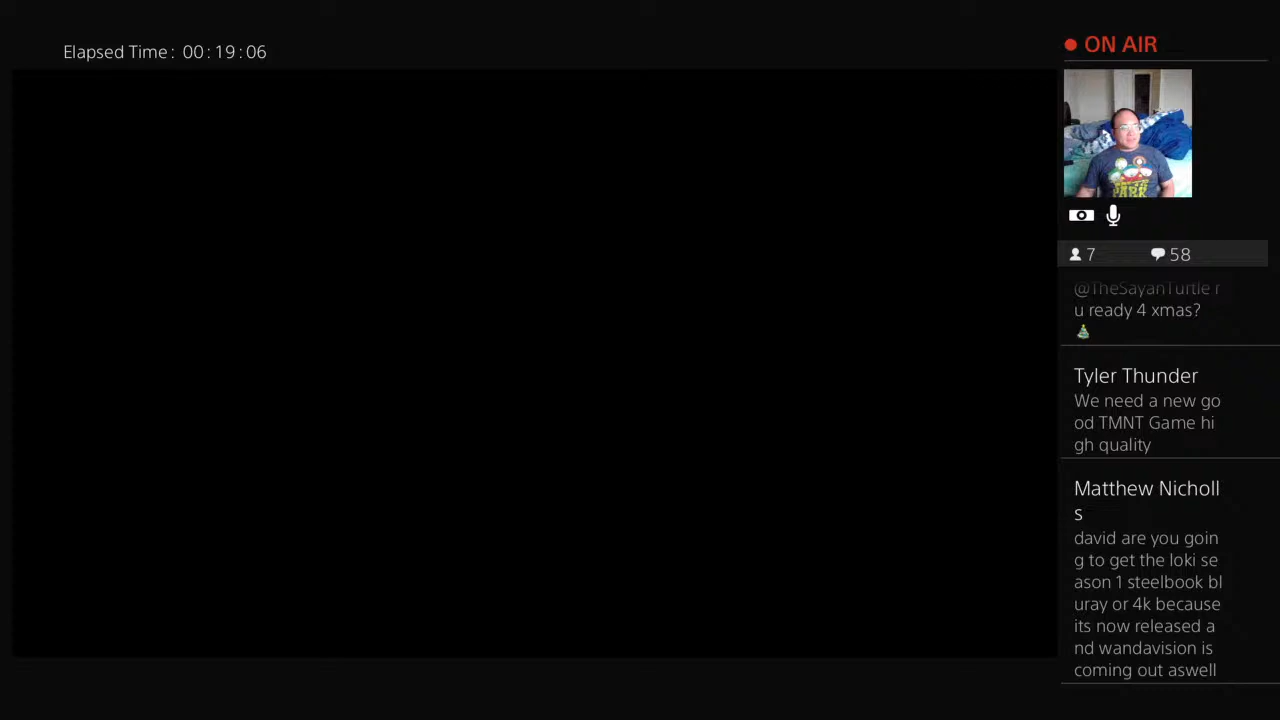 Elapsed Time: 00:19:06
ON AIR
PARK
7
58
@TheSayanTurtle r
u ready 4 xmas?
Tyler Thunder
We need a new go
od TMNT Game hi
gh quality
Matthew Nicholl
s
david are you goin
g to get the loki se
ason 1 steelbook bl
uray or 4k because
its now released a
nd wandavision is
coming out aswell